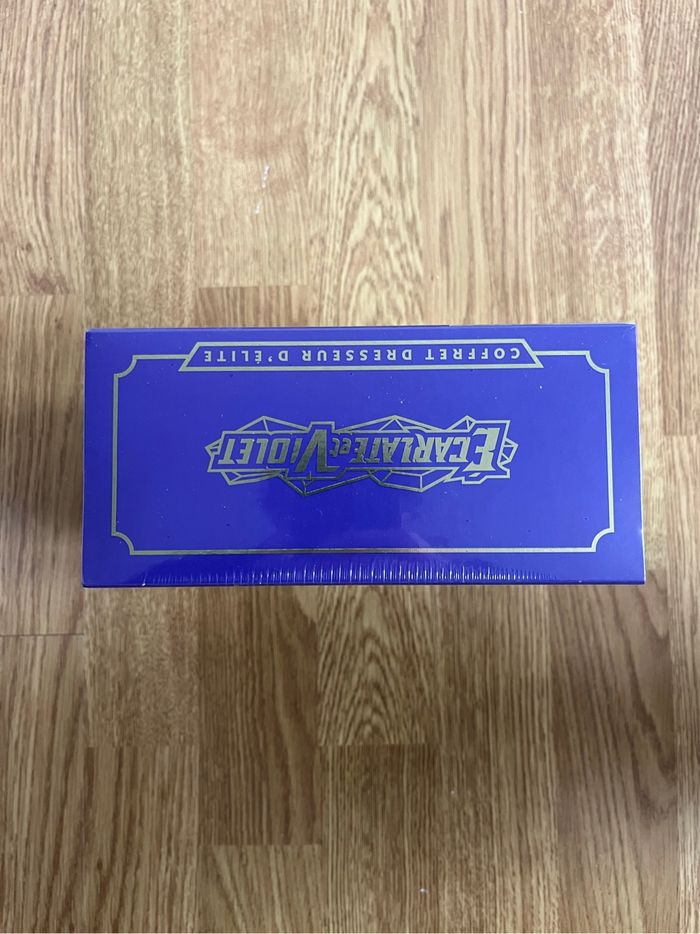 COFFRET DRESSEUR D'ÉLITE
ÉCARLATE et VIOLET